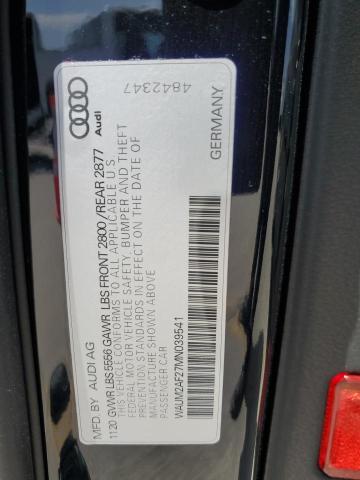 Audi
4842347
MFD. BY AUDI AG
GERMANY
11 20 GVWR LBS 5556 GAWR LBS FRONT 2800 / REAR 2877
THIS VEHICLE CONFORMS TO ALL APPLICABLE U S
FEDERAL MOTOR VEHICLE SAFETY, BUMPER AND THEFT
PREVENTION STANDARDS IN EFFECT ON THE DATE OF
MANUFACTURE SHOWN ABOVE
PASSENGER CAR
WAUM2AF27MN039541